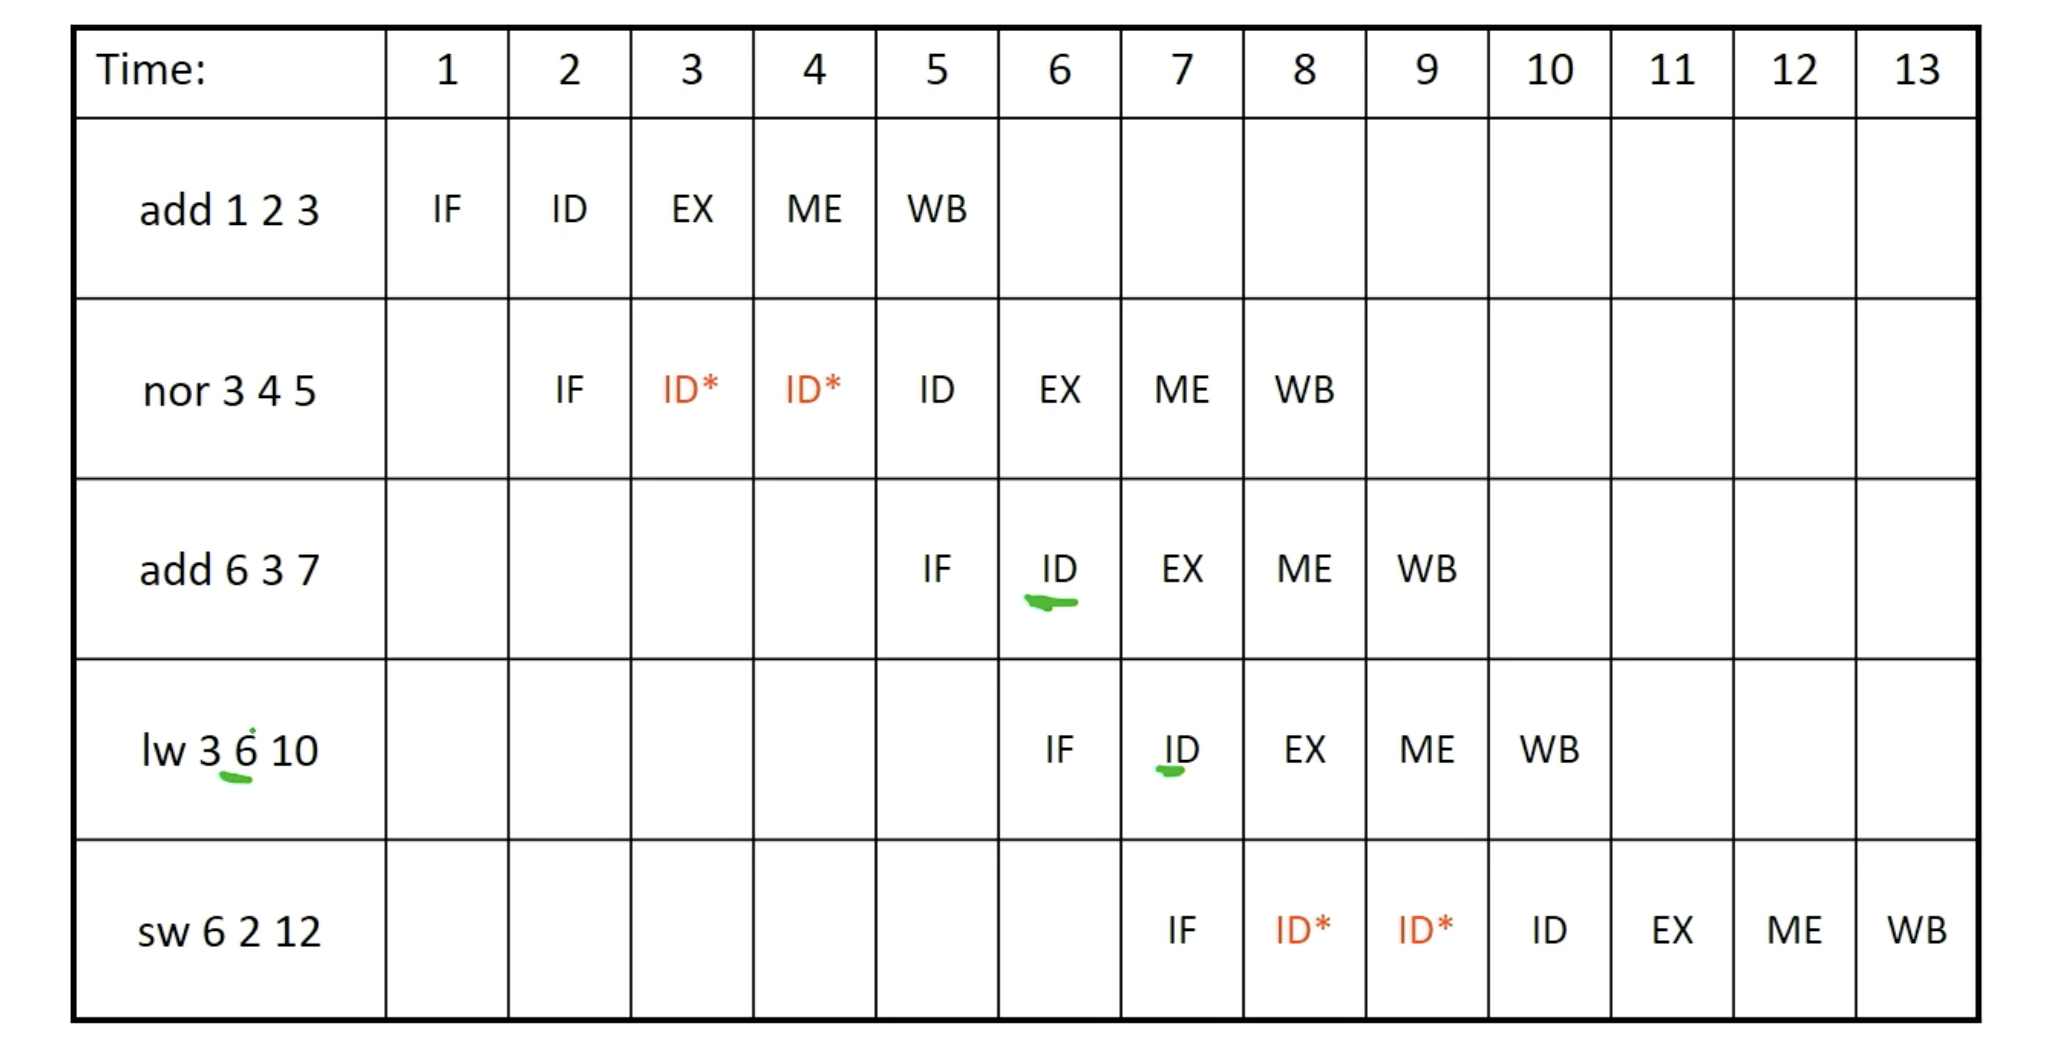 Time: 1 2 3 4 5 6 7 8 9 10 11 12 13
add 1 2 3 IF ID EX ME WB
nor 3 4 5 IF ID* ID* ID EX ME WB
add 6 3 7 IF ID EX ME WB
lw 3 6 10 IF ID EX ME WB
sw 6 2 12 IF ID* ID* ID EX ME WB